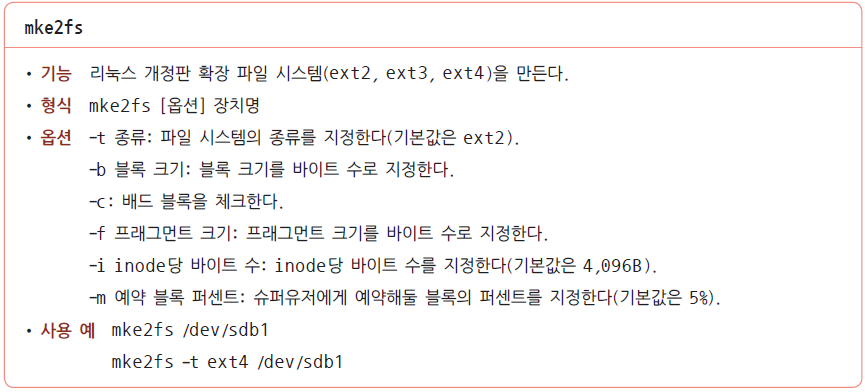 mke2fs
• 기능 리눅스 개정판 확장 파일 시스템(ext2, ext3, ext4)을 만든다.
• 형식 mke2fs [옵션] 장치명
• 옵션 -t 종류: 파일 시스템의 종류를 지정한다(기본값은 ext2).
-b 블록 크기: 블록 크기를 바이트 수로 지정한다.
-c: 배드 블록을 체크한다.
-f 프래그먼트 크기: 프래그먼트 크기를 바이트 수로 지정한다.
-i inode당 바이트 수: inode당 바이트 수를 지정한다(기본값은 4,096B).
-m 예약 블록 퍼센트: 슈퍼유저에게 예약해둘 블록의 퍼센트를 지정한다(기본값은 5%).
• 사용 예 mke2fs /dev/sdb1
mke2fs -t ext4 /dev/sdb1